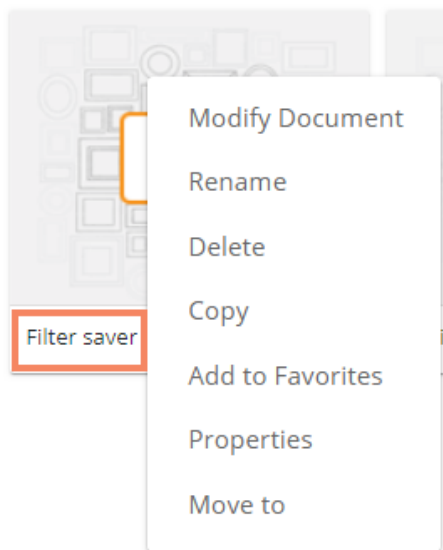 Modify Document
Rename
Delete
Copy
Filter saver
Add to Favorites
Properties
Move to